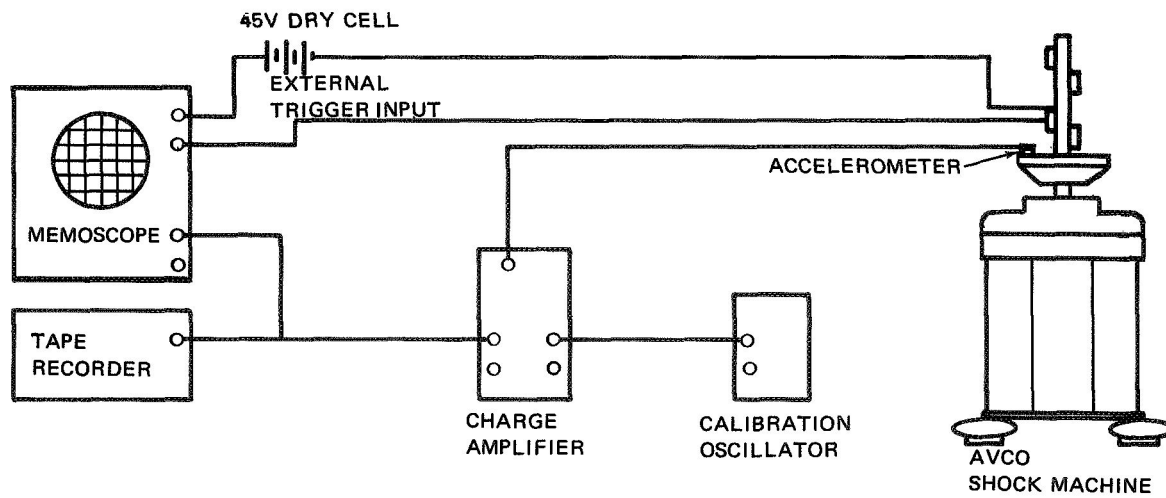 45V DRY CELL
EXTERNAL
TRIGGER INPUT
ACCELEROMETER
MEMOSCOPE
TAPE
RECORDER
CHARGE
AMPLIFIER
CALIBRATION
OSCILLATOR
AVCO
SHOCK MACHINE